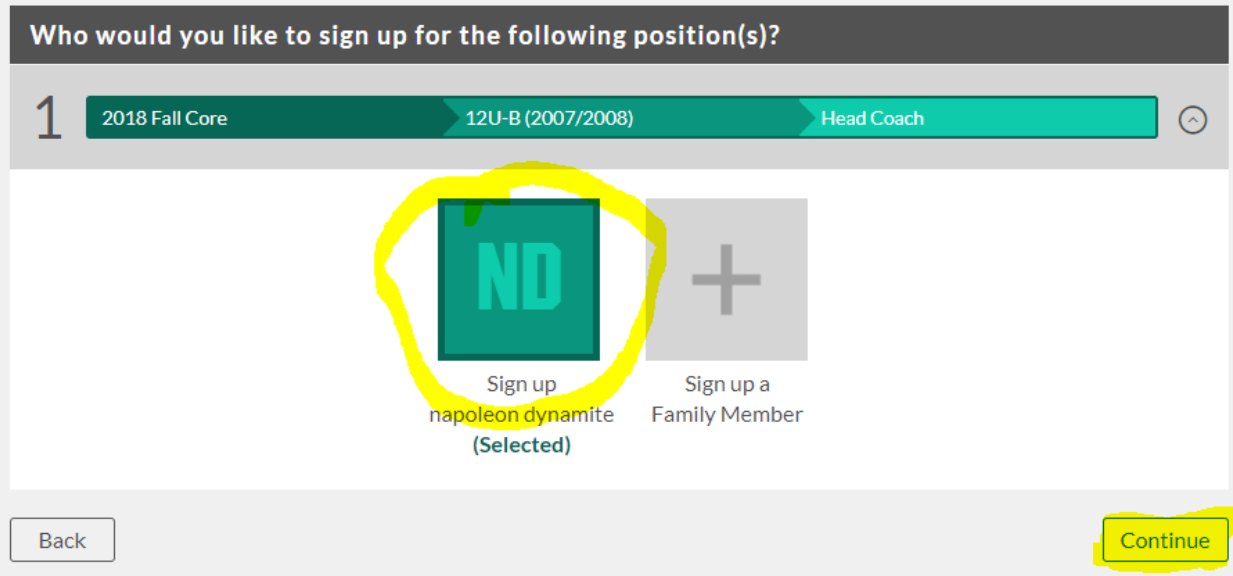 Who would you like to sign up for the following position(s)?
1 2018 Fall Core 12U-B (2007/2008) Head Coach
ND
Sign up
napoleon dynamite
(Selected)
Sign up a
Family Member
Back
Continue